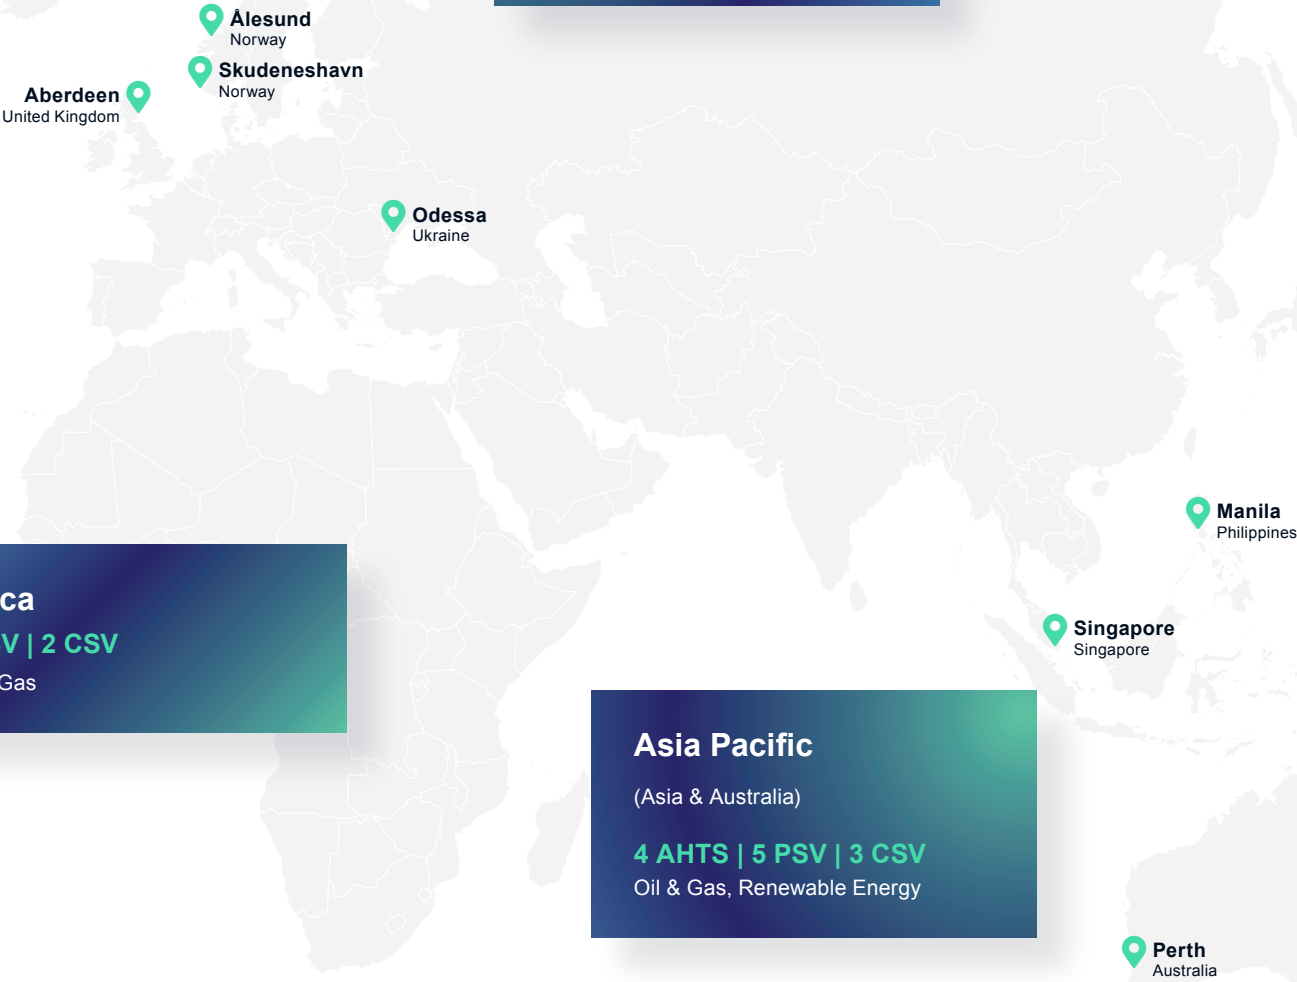 Ålesund
Norway
Skudeneshavn
Norway
Aberdeen
United Kingdom
Odessa
Ukraine
Manila
Philippines
ca
V | 2 CSV
Gas
Singapore
Singapore
Asia Pacific
(Asia & Australia)
4 AHTS | 5 PSV | 3 CSV
Oil & Gas, Renewable Energy
Perth
Australia